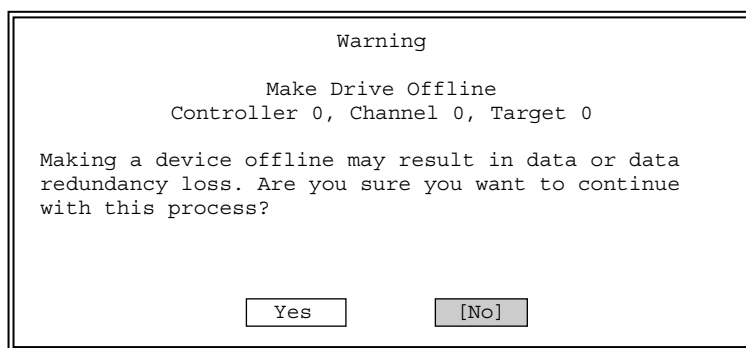 Warning
Make Drive Offline
Controller 0, Channel 0, Target 0
Making a device offline may result in data or data
redundancy loss. Are you sure you want to continue
with this process?
Yes [No]